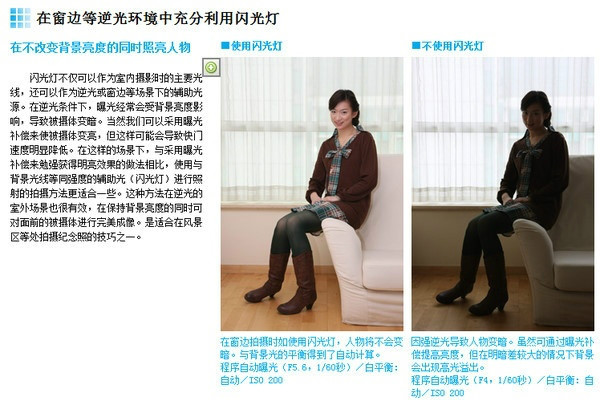 在窗边等逆光环境中充分利用闪光灯
在不改变背景亮度的同时照亮人物
闪光灯不仅可以作为室内摄影时的主要光
线，还可以作为逆光或窗边等场景下的辅助光
源。在逆光条件下，曝光经常会受背景亮度影
响，导致被摄体变暗。当然我们可以采用曝光
补偿来使被摄体变亮，但这样可能会导致快门
速度明显降低。在这样的场景下，与采用曝光
补偿来勉强获得明亮效果的做法相比，使用与
背景光线等同强度的辅助光（闪光灯）进行照
射的拍摄方法更适合一些。这种方法在逆光的
室外场景也很有效，在保持背景亮度的同时可
对面前的被摄体进行完美成像。是适合在风景
区等处拍摄纪念照的技巧之一。
■使用闪光灯
在窗边拍摄时如使用闪光灯，人物将不会变
暗。与背景光的平衡得到了自动计算。
程序自动曝光（F5.6，1/60秒）／白平衡：
自动／ISO 200
■不使用闪光灯
因强逆光导致人物变暗。虽然可通过曝光补
偿提高亮度，但在明暗差较大的情况下背景
会出现高光溢出。
程序自动曝光（F4，1/60秒）／白平衡：自
动／ISO 200